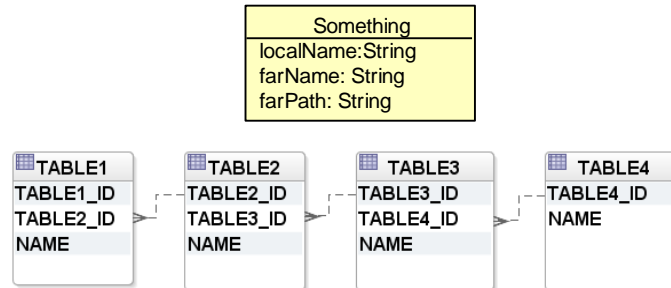 Something
localName:String
farName: String
farPath: String
TABLE1
TABLE1_ID
TABLE2_ID
NAME
TABLE2
TABLE2_ID
TABLE3_ID
NAME
TABLE3
TABLE3_ID
TABLE4_ID
NAME
TABLE4
TABLE4_ID
NAME